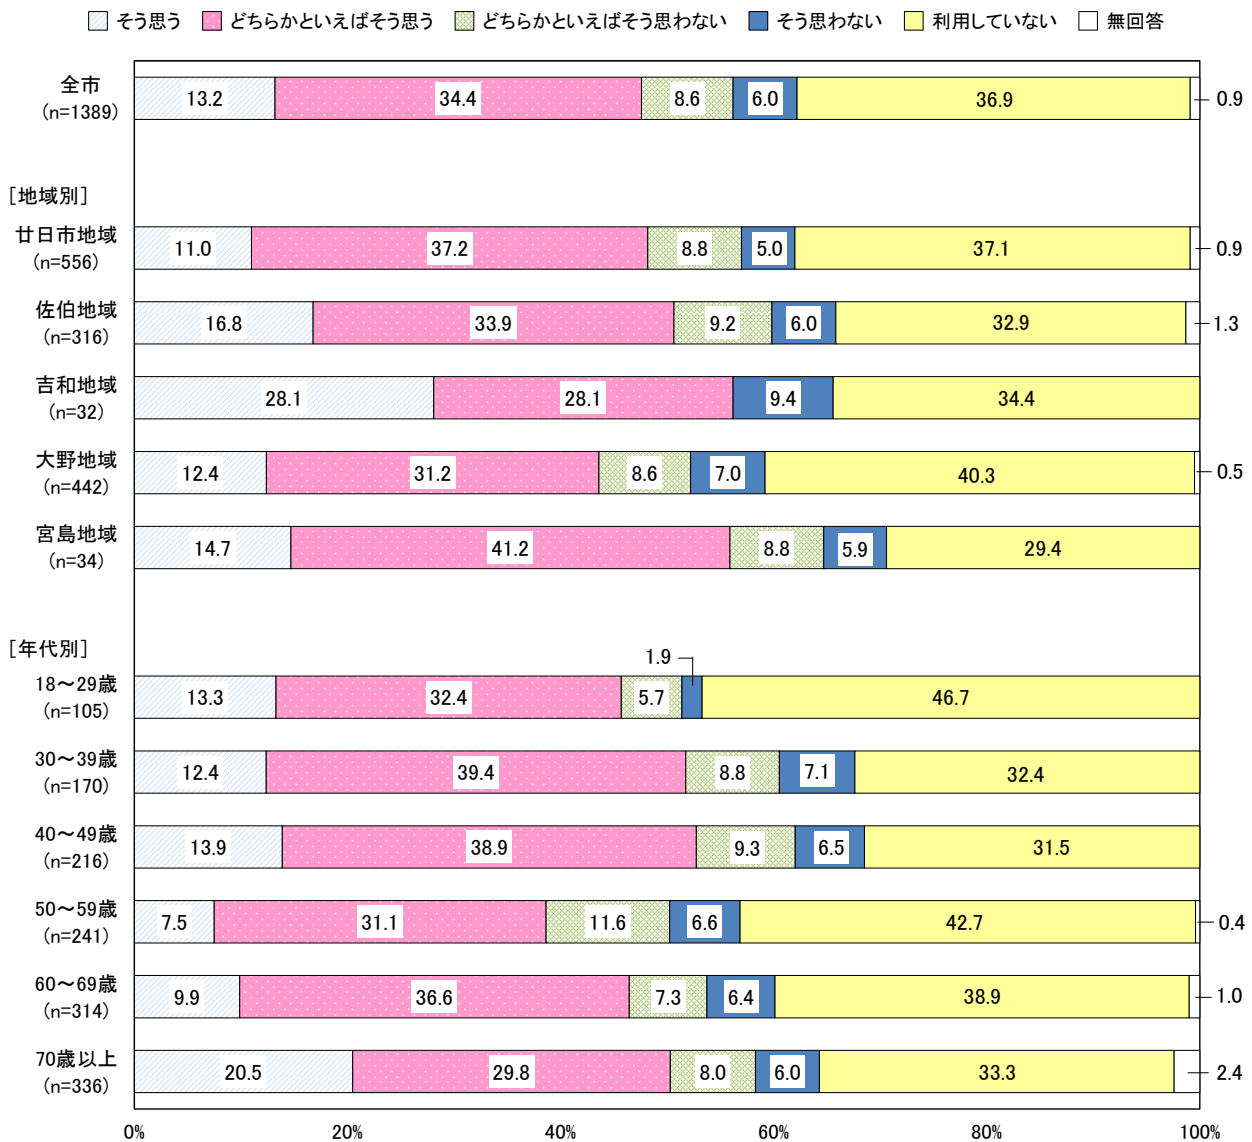 そう思う どちらかといえばそう思う どちらかといえばそう思わない そう思わない 利用していない 無回答
全市
(n=1389)
13.2 34.4 8.6 6.0 36.9 0.9
［地域別］
廿日市地域
(n=556)
11.0 37.2 8.8 5.0 37.1 0.9
佐伯地域
(n=316)
16.8 33.9 9.2 6.0 32.9 1.3
吉和地域
(n=32)
28.1 28.1 9.4 34.4
大野地域
(n=442)
12.4 31.2 8.6 7.0 40.3 0.5
宮島地域
(n=34)
14.7 41.2 8.8 5.9 29.4
［年代別］
18～29歳
(n=105)
13.3 32.4 5.7 1.9 46.7
30～39歳
(n=170)
12.4 39.4 8.8 7.1 32.4
40～49歳
(n=216)
13.9 38.9 9.3 6.5 31.5
50～59歳
(n=241)
7.5 31.1 11.6 6.6 42.7 0.4
60～69歳
(n=314)
9.9 36.6 7.3 6.4 38.9 1.0
70歳以上
(n=336)
20.5 29.8 8.0 6.0 33.3 2.4
0% 20% 40% 60% 80% 100%